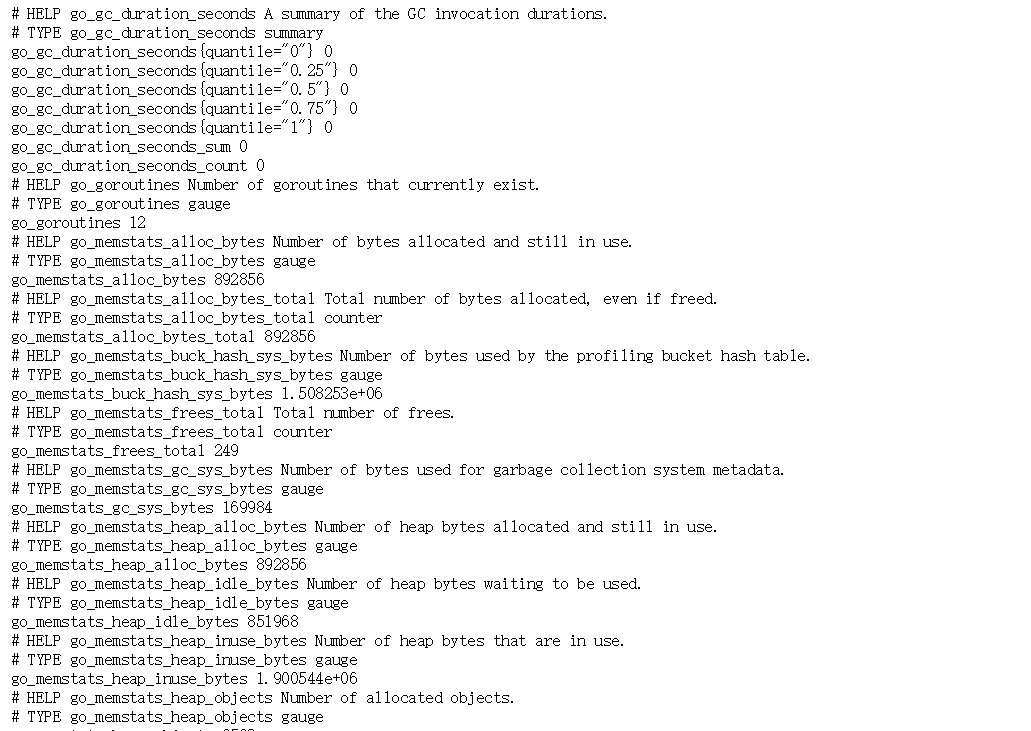 # HELP go_gc_duration_seconds A summary of the GC invocation durations.
# TYPE go_gc_duration_seconds summary
go_gc_duration_seconds{quantile="0"} 0
go_gc_duration_seconds{quantile="0.25"} 0
go_gc_duration_seconds{quantile="0.5"} 0
go_gc_duration_seconds{quantile="0.75"} 0
go_gc_duration_seconds{quantile="1"} 0
go_gc_duration_seconds_sum 0
go_gc_duration_seconds_count 0
# HELP go_goroutines Number of goroutines that currently exist.
# TYPE go_goroutines gauge
go_goroutines 12
# HELP go_memstats_alloc_bytes Number of bytes allocated and still in use.
# TYPE go_memstats_alloc_bytes gauge
go_memstats_alloc_bytes 892856
# HELP go_memstats_alloc_bytes_total Total number of bytes allocated, even if freed.
# TYPE go_memstats_alloc_bytes_total counter
go_memstats_alloc_bytes_total 892856
# HELP go_memstats_buck_hash_sys_bytes Number of bytes used by the profiling bucket hash table.
# TYPE go_memstats_buck_hash_sys_bytes gauge
go_memstats_buck_hash_sys_bytes 1.508253e+06
# HELP go_memstats_frees_total Total number of frees.
# TYPE go_memstats_frees_total counter
go_memstats_frees_total 249
# HELP go_memstats_gc_sys_bytes Number of bytes used for garbage collection system metadata.
# TYPE go_memstats_gc_sys_bytes gauge
go_memstats_gc_sys_bytes 169984
# HELP go_memstats_heap_alloc_bytes Number of heap bytes allocated and still in use.
# TYPE go_memstats_heap_alloc_bytes gauge
go_memstats_heap_alloc_bytes 892856
# HELP go_memstats_heap_idle_bytes Number of heap bytes waiting to be used.
# TYPE go_memstats_heap_idle_bytes gauge
go_memstats_heap_idle_bytes 851968
# HELP go_memstats_heap_inuse_bytes Number of heap bytes that are in use.
# TYPE go_memstats_heap_inuse_bytes gauge
go_memstats_heap_inuse_bytes 1.900544e+06
# HELP go_memstats_heap_objects Number of allocated objects.
# TYPE go_memstats_heap_objects gauge